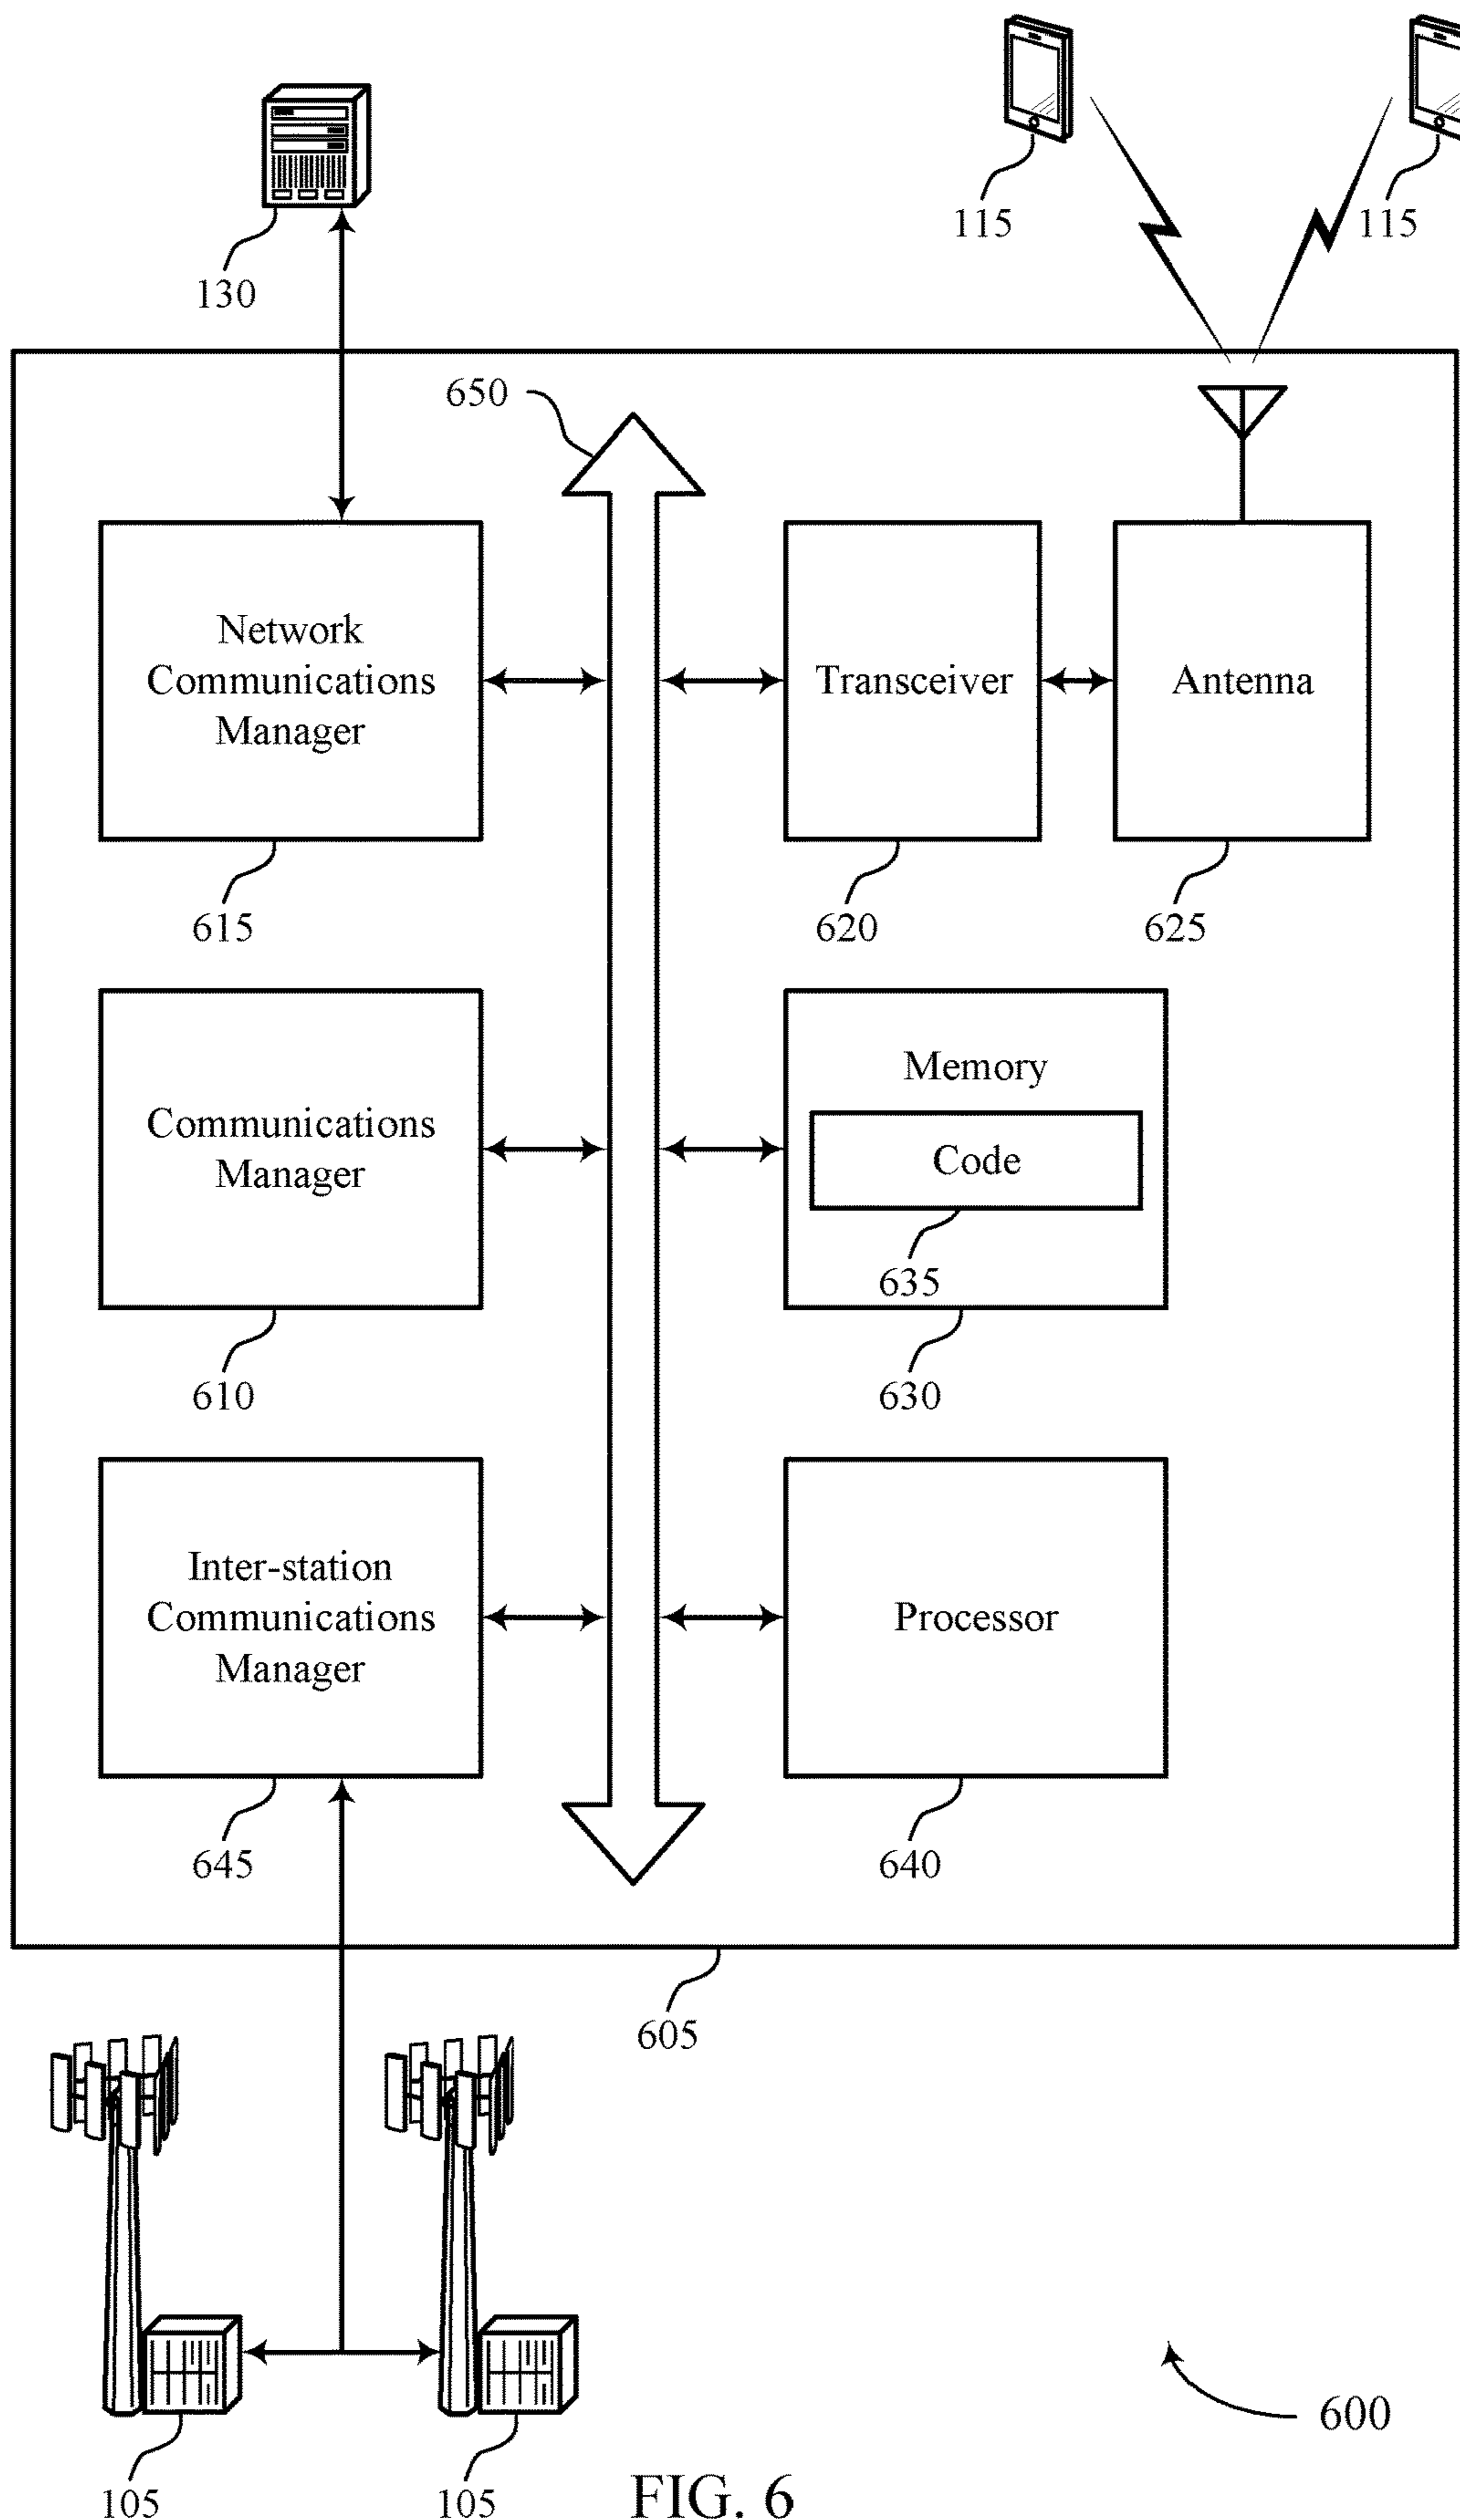 115
115
130
650
Network
Communications
Manager
Transceiver
Antenna
615
620
625
Communications
Manager
Memory
Code
635
610
630
Inter-station
Communications
Manager
Processor
645
640
605
600
105
105
FIG. 6